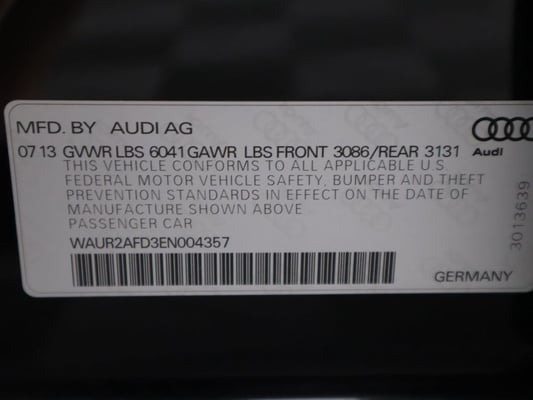 MFD. BY AUDI AG
07 13 GVWR LBS 6041 GAWR LBS FRONT 3086/REAR 3131
THIS VEHICLE CONFORMS TO ALL APPLICABLE U S
FEDERAL MOTOR VEHICLE SAFETY, BUMPER AND THEFT
PREVENTION STANDARDS IN EFFECT ON THE DATE OF
MANUFACTURE SHOWN ABOVE
PASSENGER CAR
WAUR2AFD3EN004357
Audi
3013639
GERMANY